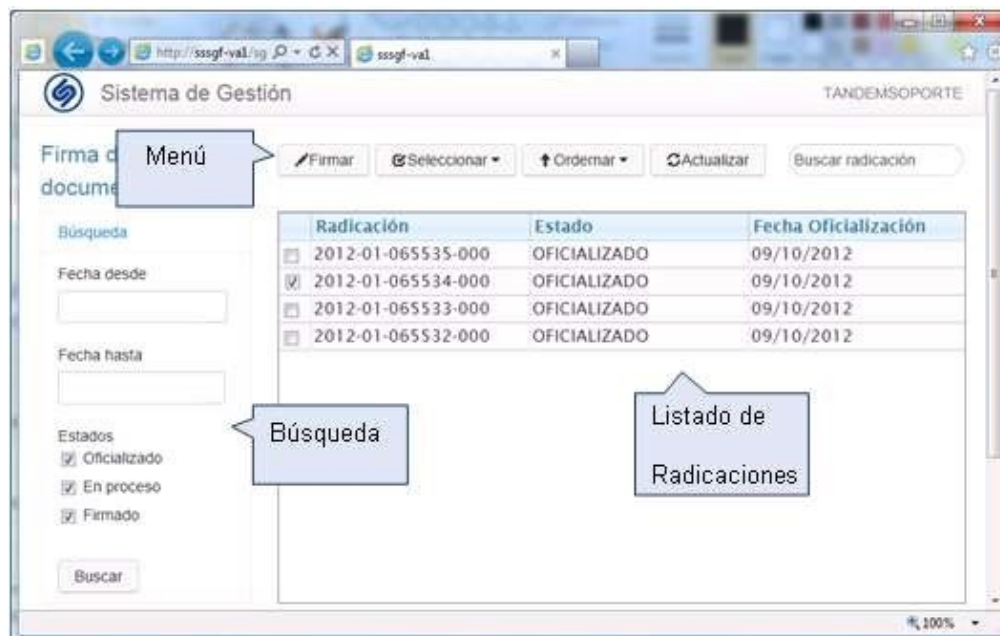 http://sssgf-va1/sg
sssgf-va1
Sistema de Gestión
TANDEMSOPORTE
Firma d
docume
Menú
Firmar
Seleccionar
Ordernar
Actualizar
Buscar radicación
Búsqueda
Fecha desde
Fecha hasta
Estados
Oficializado
En proceso
Firmado
Buscar
Radicación Estado Fecha Oficialización
2012-01-065535-000 OFICIALIZADO 09/10/2012
2012-01-065534-000 OFICIALIZADO 09/10/2012
2012-01-065533-000 OFICIALIZADO 09/10/2012
2012-01-065532-000 OFICIALIZADO 09/10/2012
Búsqueda
Listado de
Radicaciones
100%